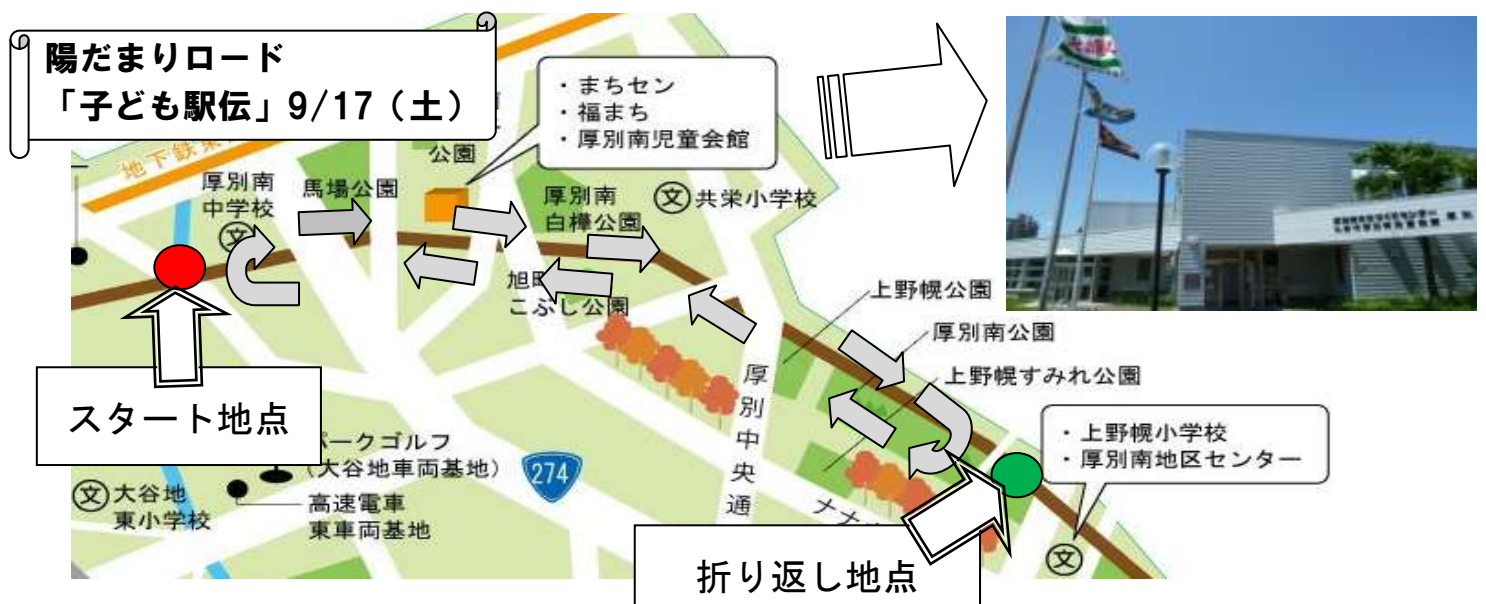 陽だまりロード
「子ども駅伝」9/17（土）
・まちセン
・福まち
・厚別南児童会館
地下鉄東
公園
厚別南
中学校
文
馬場公園
厚別南
白樺公園
文 共栄小学校
旭町
こぶし公園
上野幌公園
厚別南公園
上野幌すみれ公園
スタート地点
厚別中央通
・上野幌小学校
・厚別南地区センター
パークゴルフ
（大谷地車両基地）
274
文 大谷地
東小学校
高速電車
東車両基地
ナナ
文
折り返し地点